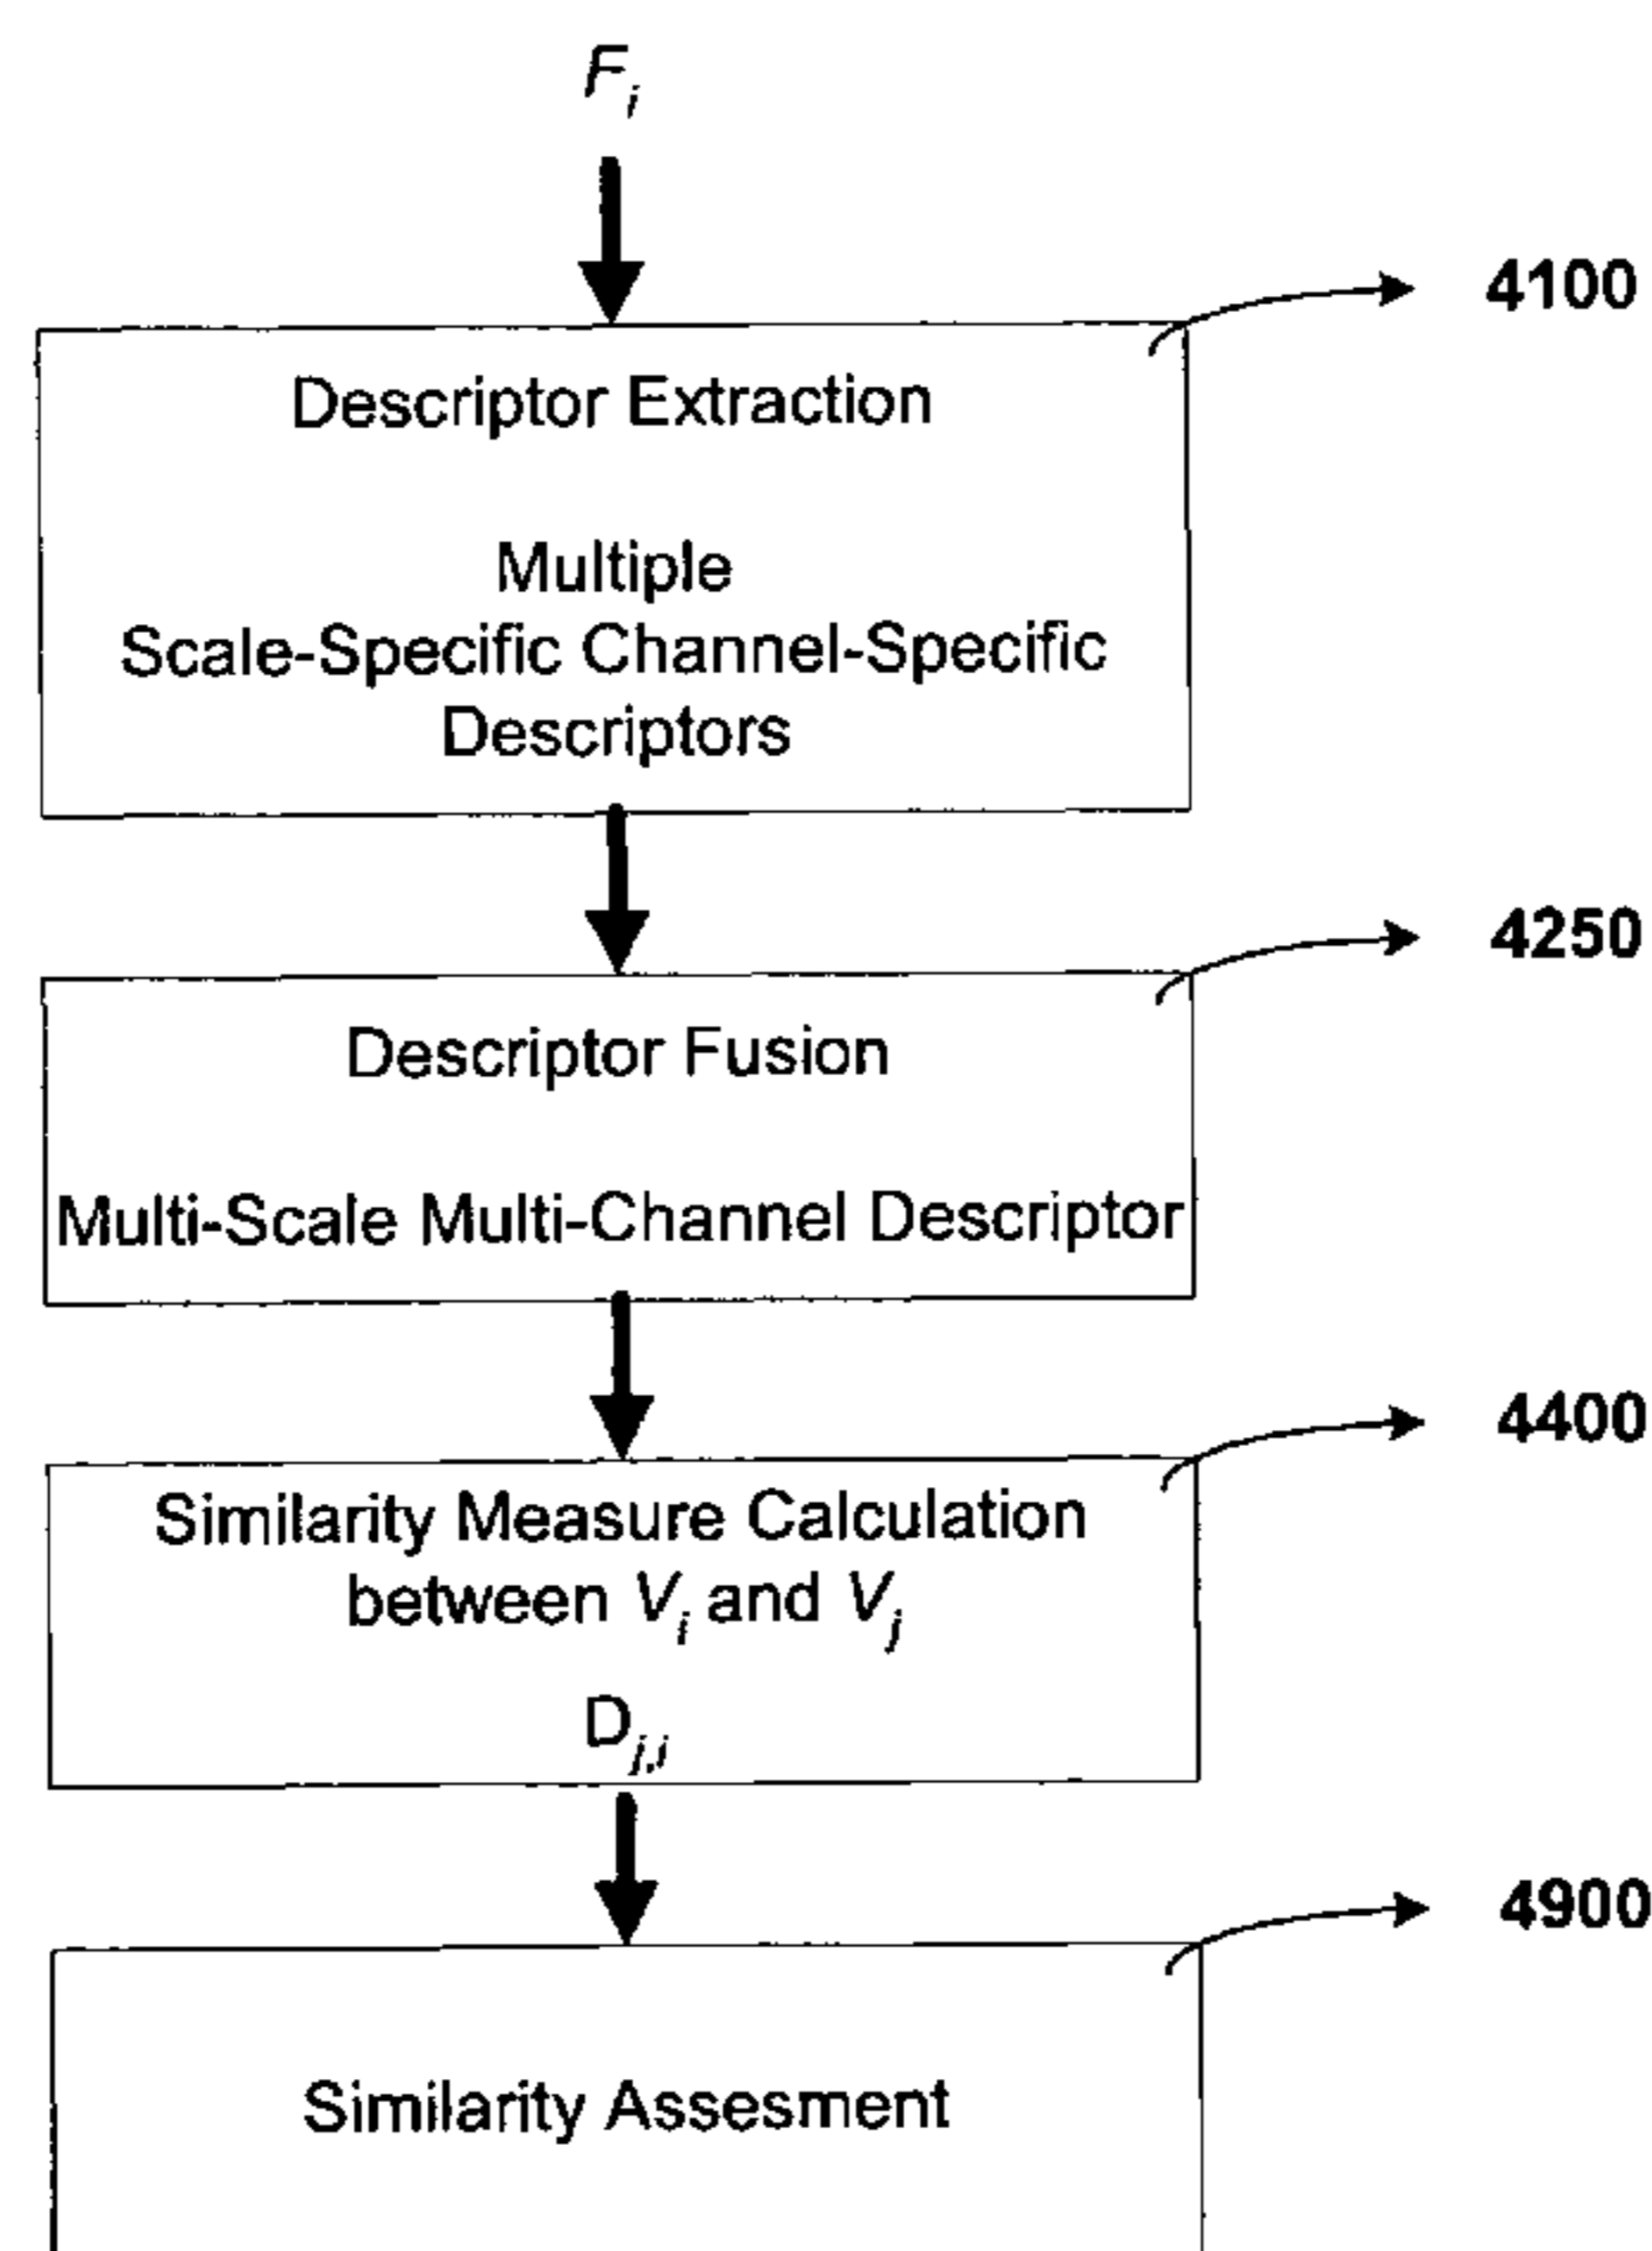 F_i
4100
Descriptor Extraction
Multiple
Scale-Specific Channel-Specific
Descriptors
4250
Descriptor Fusion
Multi-Scale Multi-Channel Descriptor
4400
Similarity Measure Calculation
between V_i and V_j
D_j,i
4900
Similarity Assesment